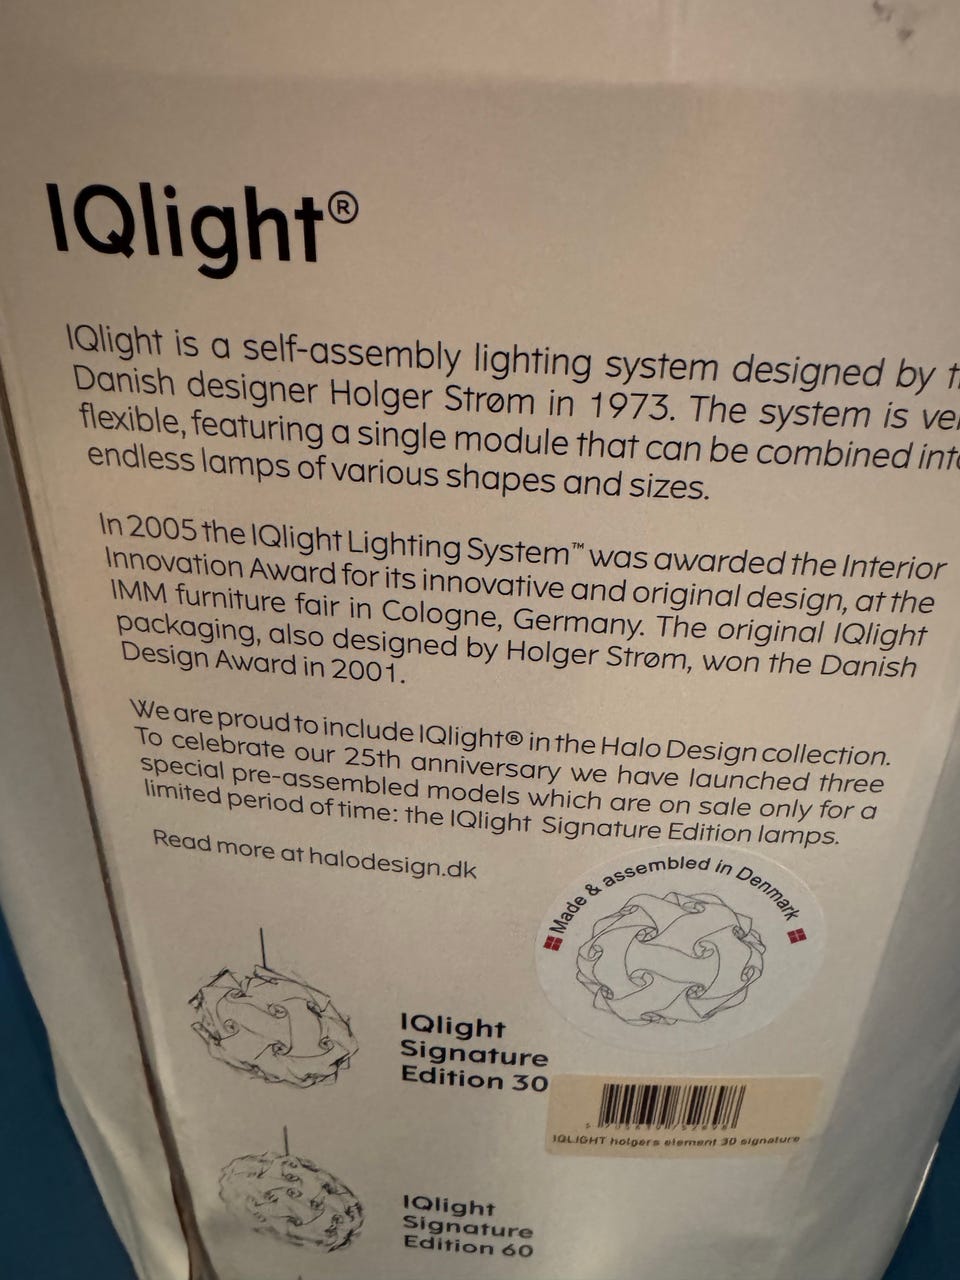 IQlight®
IQlight is a self-assembly lighting system designed by
Danish designer Holger Strøm in 1973. The system is
flexible, featuring a single module that can be combined
endless lamps of various shapes and sizes.
In 2005 the IQlight Lighting System™ was awarded the Interior
Innovation Award for its innovative and original design, at the
IMM furniture fair in Cologne, Germany. The original IQlight
packaging, also designed by Holger Strøm, won the Danish
Design Award in 2001.
We are proud to include IQlight® in the Halo Design collection.
To celebrate our 25th anniversary we have launched three
special pre-assembled models which are on sale only for a
limited period of time: the IQlight Signature Edition lamps.
Read more at halodesign.dk
Made & assembled in Denmark
IQlight
Signature
Edition 30
IQLIGHT holgers element 30 signature
IQlight
Signature
Edition 60